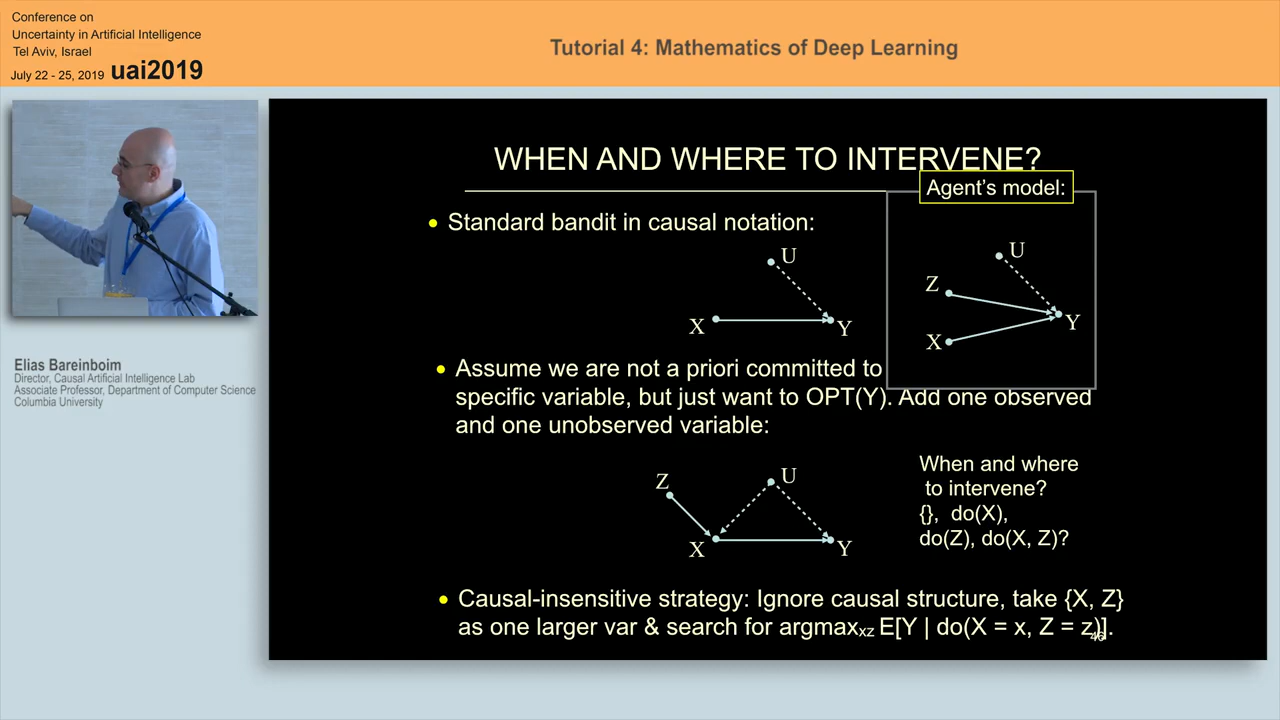 Conference on
Uncertainty in Artificial Intelligence
Tel Aviv, Israel
July 22 - 25, 2019 uai2019
Tutorial 4: Mathematics of Deep Learning
WHEN AND WHERE TO INTERVENE?
Agent's model:
• Standard bandit in causal notation:
U
X
Y
U
Z
X
Y
• Assume we are not a priori committed to
specific variable, but just want to OPT(Y). Add one observed
and one unobserved variable:
Z
U
X
Y
When and where
to intervene?
{}, do(X),
do(Z), do(X, Z)?
• Causal-insensitive strategy: Ignore causal structure, take {X, Z}
as one larger var & search for argmaxxz E[Y | do(X = x, Z = z)].
46
Elias Bareinboim
Director, Causal Artificial Intelligence Lab
Associate Professor, Department of Computer Science
Columbia University